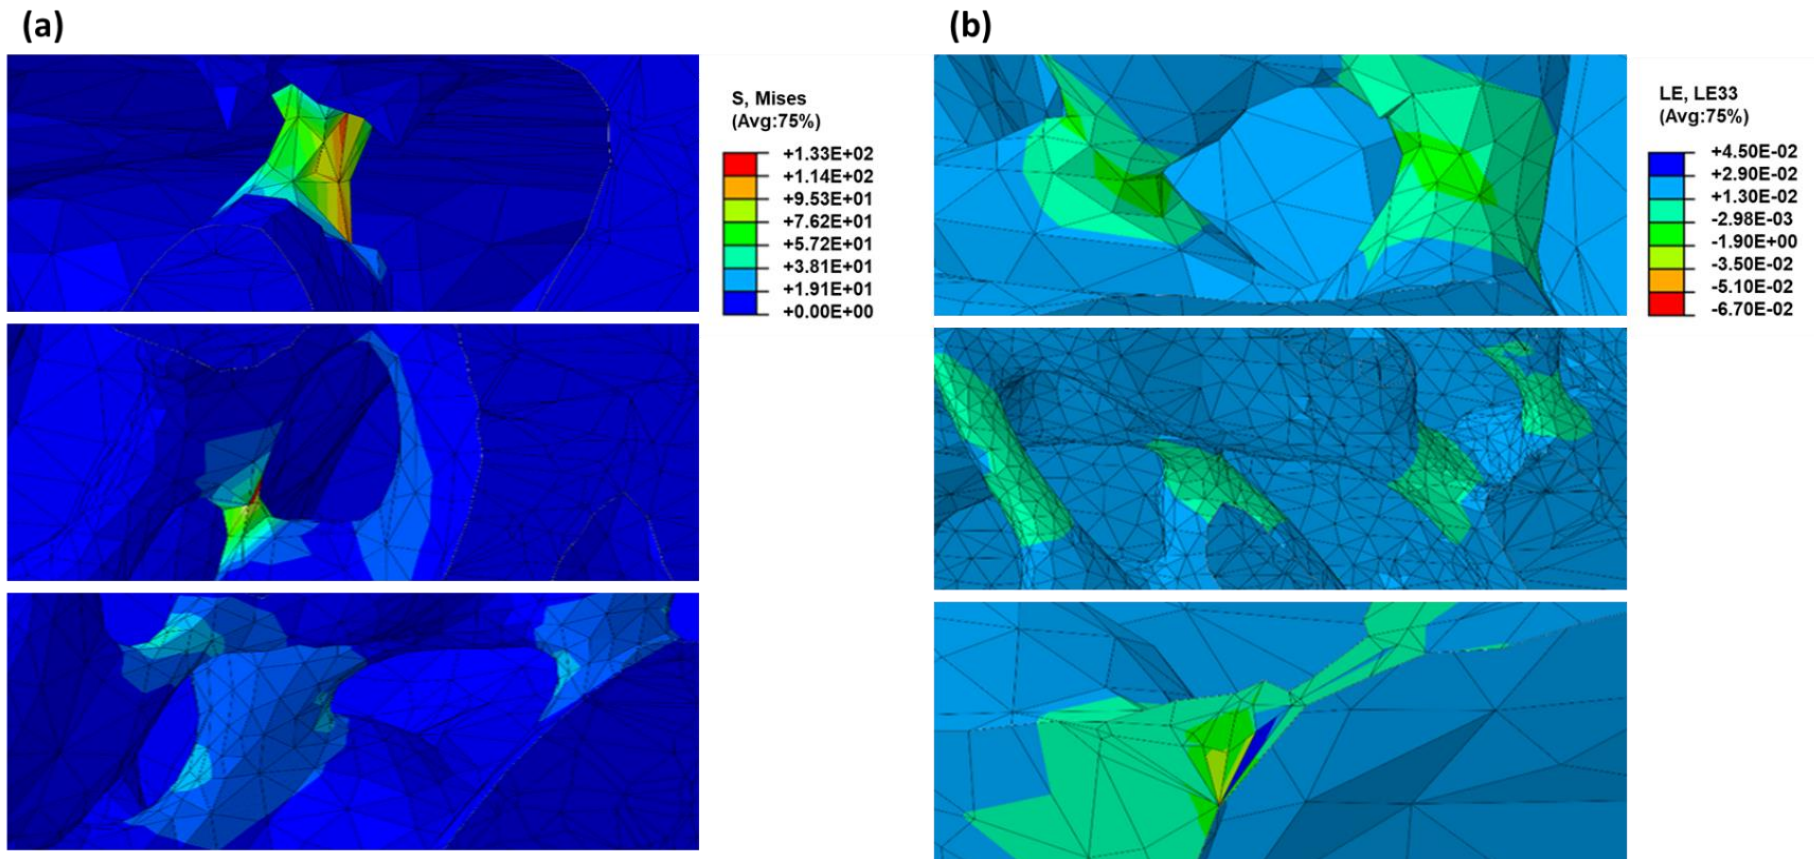 (a)
(b)
S, Mises
(Avg:75%)
+1.33E+02
+1.14E+02
+9.53E+01
+7.62E+01
+5.72E+01
+3.81E+01
+1.91E+01
+0.00E+00
LE, LE33
(Avg:75%)
+4.50E-02
+2.90E-02
+1.30E-02
-2.98E-03
-1.90E+00
-3.50E-02
-5.10E-02
-6.70E-02